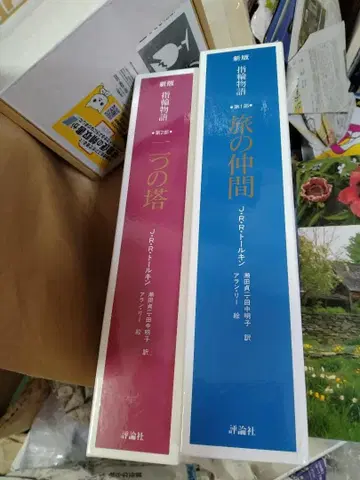 新版
指輪物語
●第2部●
二つの塔
J・R・R・トールキン
瀬田貞二・田中明子 訳
アラン・リー 絵
評論社
新版
指輪物語
●第1部●
旅の仲間
J・R・R・トールキン
瀬田貞二・田中明子 訳
アラン・リー 絵
評論社